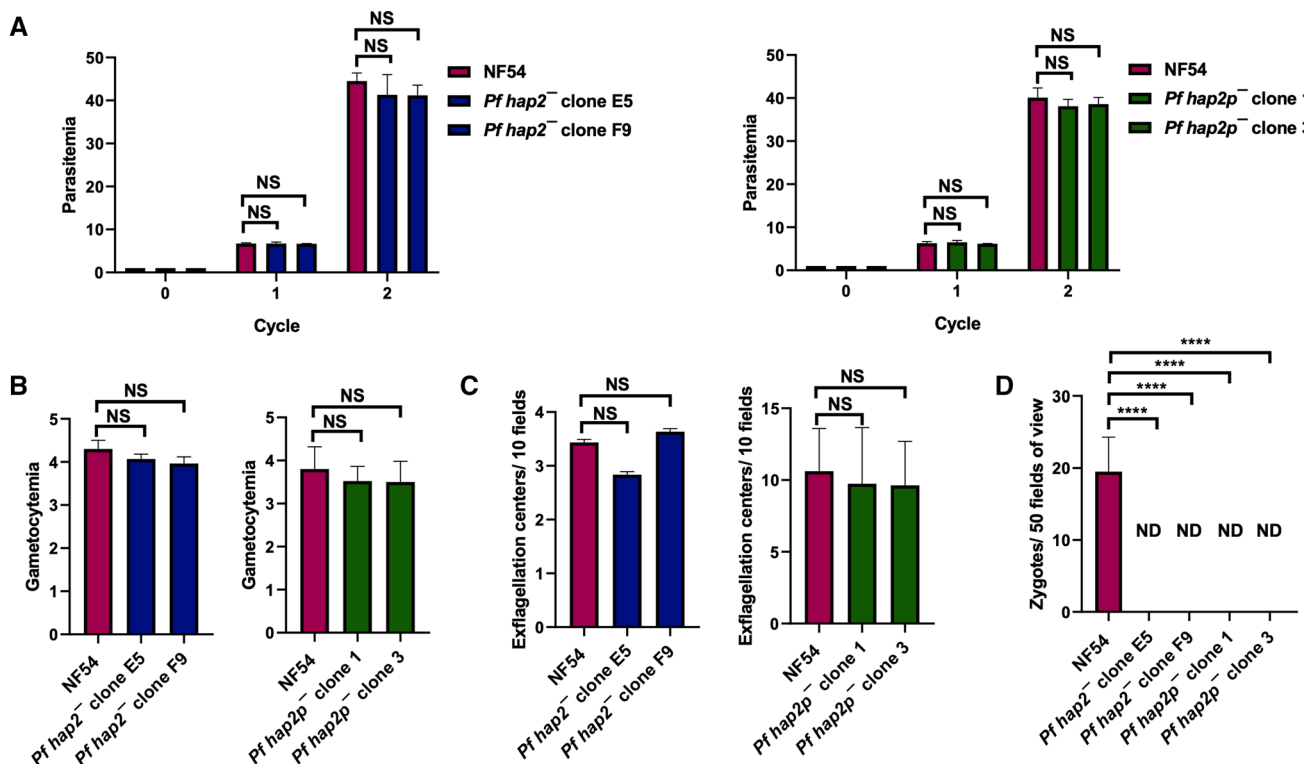 A
NS
NS
NS
NS
50
40
30
20
10
0
Parasitemia
0
1
2
Cycle
NF54
Pf hap2⁻ clone E5
Pf hap2⁻ clone F9
NS
NS
NS
NS
50
40
30
20
10
0
Parasitemia
0
1
2
Cycle
NF54
Pf hap2p⁻ clone
Pf hap2p⁻ clone
B
NS
NS
5
4
3
2
1
0
Gametocytemia
NF54
Pf hap2⁻ clone E5
Pf hap2⁻ clone F9
NS
NS
5
4
3
2
1
0
Gametocytemia
NF54
Pf hap2p⁻ clone 1
Pf hap2p⁻ clone 3
C
NS
NS
4
3
2
1
0
Exflagellation centers/ 10 fields
NF54
Pf hap2⁻ clone E5
Pf hap2⁻ clone F9
NS
NS
15
10
5
0
Exflagellation centers/ 10 fields
NF54
Pf hap2p⁻ clone 1
Pf hap2p⁻ clone 3
D
****
****
****
****
30
20
10
0
Zygotes/ 50 fields of view
ND ND ND ND
NF54
Pf hap2⁻ clone E5
Pf hap2⁻ clone F9
Pf hap2p⁻ clone 1
Pf hap2p⁻ clone 3